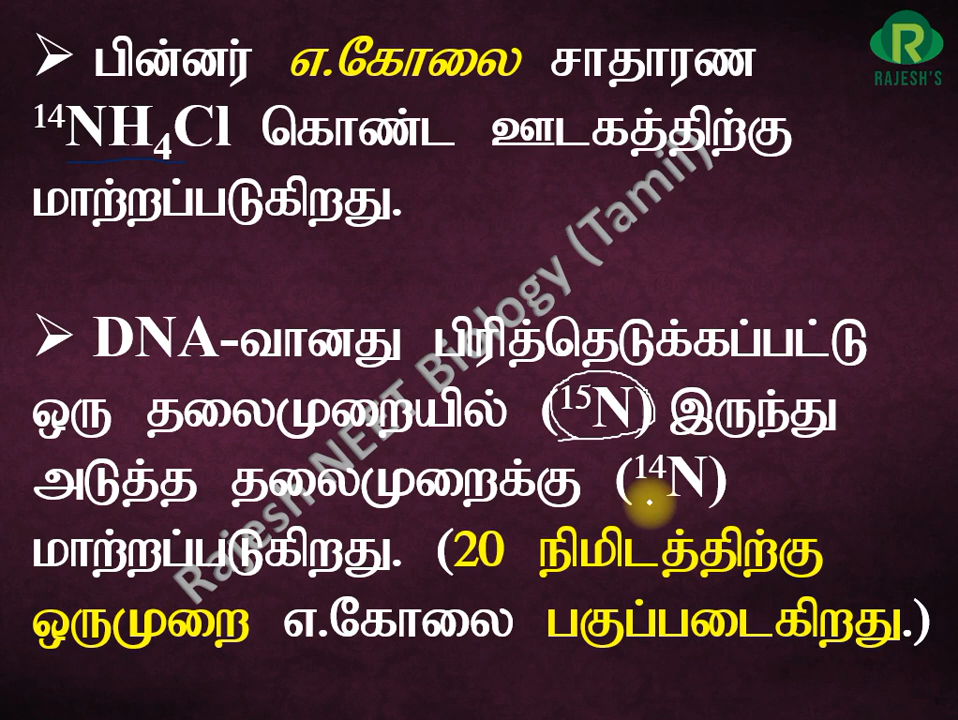 ➢ பின்னர் எ.கோலை சாதாரண
¹⁴NH₄Cl கொண்ட ஊடகத்திற்கு
மாற்றப்படுகிறது.
➢ DNA-வானது பிரித்தெடுக்கப்பட்டு
ஒரு தலைமுறையில் (¹⁵N) இருந்து
அடுத்த தலைமுறைக்கு (¹⁴N)
மாற்றப்படுகிறது. (20 நிமிடத்திற்கு
ஒருமுறை எ.கோலை பகுப்படைகிறது.)
R
RAJESH'S
Rajesh NEET Biology (Tamil)